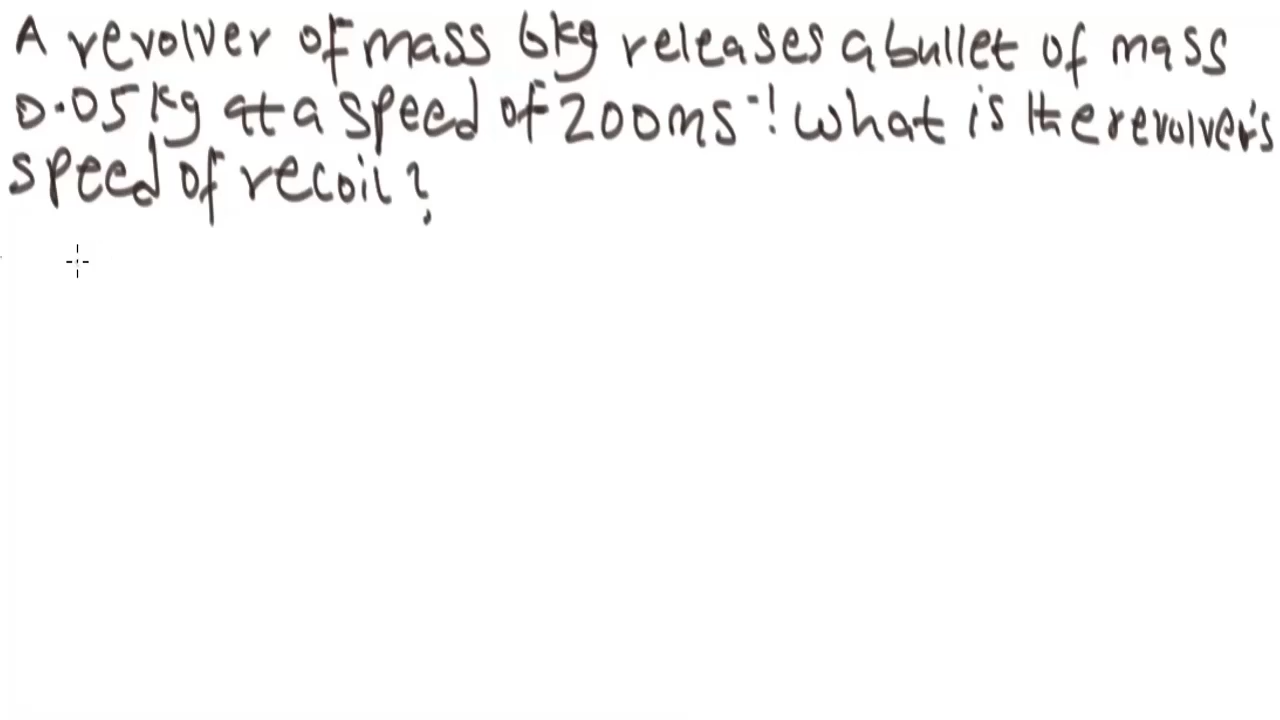 A revolver of mass 6kg releases a bullet of mass
0.05kg at a speed of 200ms⁻¹. What is the revolver's
speed of recoil?